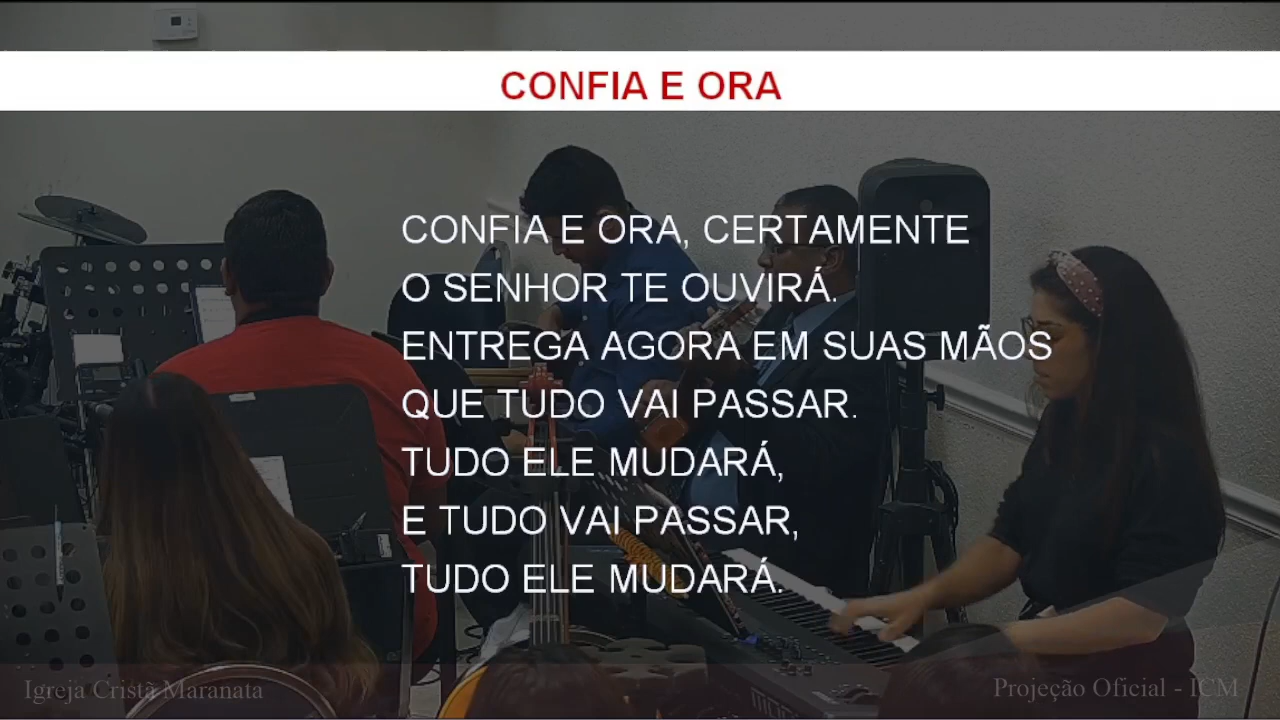 CONFIA E ORA
CONFIA E ORA, CERTAMENTE
O SENHOR TE OUVIRÁ.
ENTREGA AGORA EM SUAS MÃOS
QUE TUDO VAI PASSAR.
TUDO ELE MUDARÁ,
E TUDO VAI PASSAR,
TUDO ELE MUDARÁ.
Igreja Cristã Maranata
Projeção Oficial - ICM